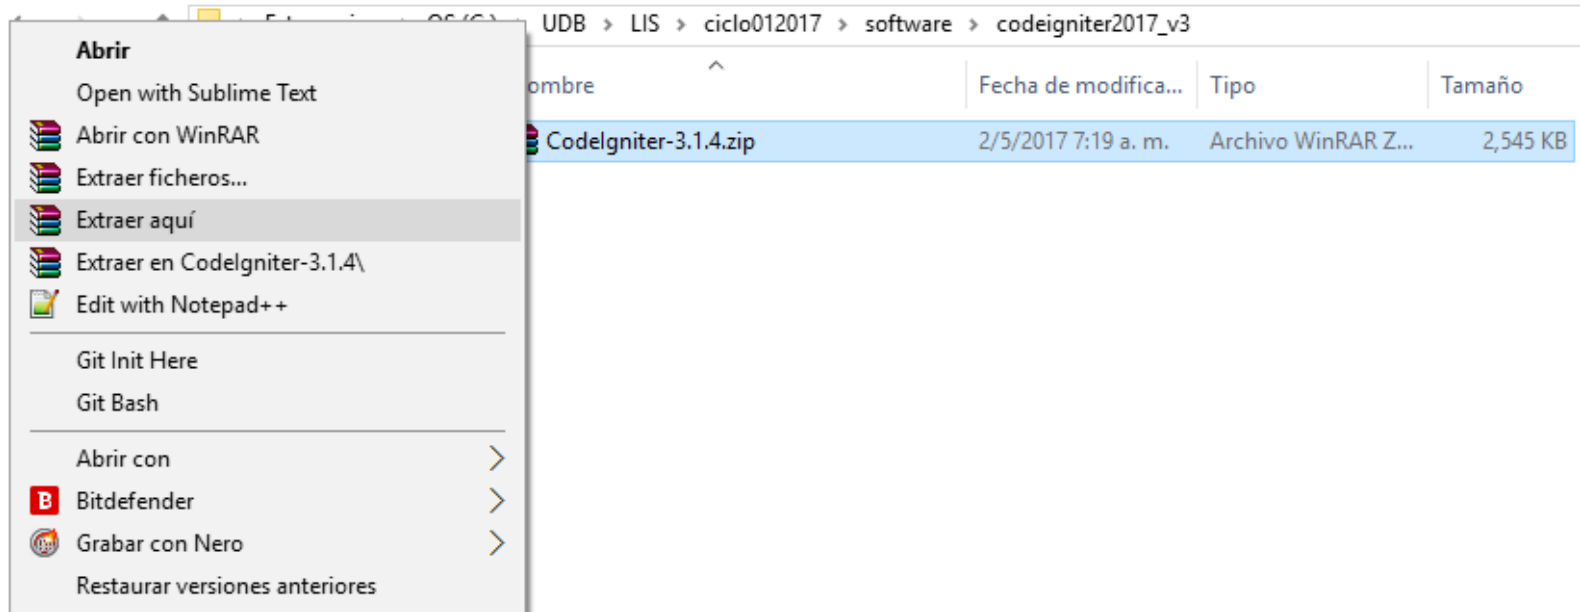 UDB > LIS > ciclo012017 > software > codeigniter2017_v3
ombre Fecha de modifica... Tipo Tamaño
CodeIgniter-3.1.4.zip 2/5/2017 7:19 a. m. Archivo WinRAR Z... 2,545 KB
Abrir
Open with Sublime Text
Abrir con WinRAR
Extraer ficheros...
Extraer aquí
Extraer en CodeIgniter-3.1.4\
Edit with Notepad++
Git Init Here
Git Bash
Abrir con
Bitdefender
Grabar con Nero
Restaurar versiones anteriores